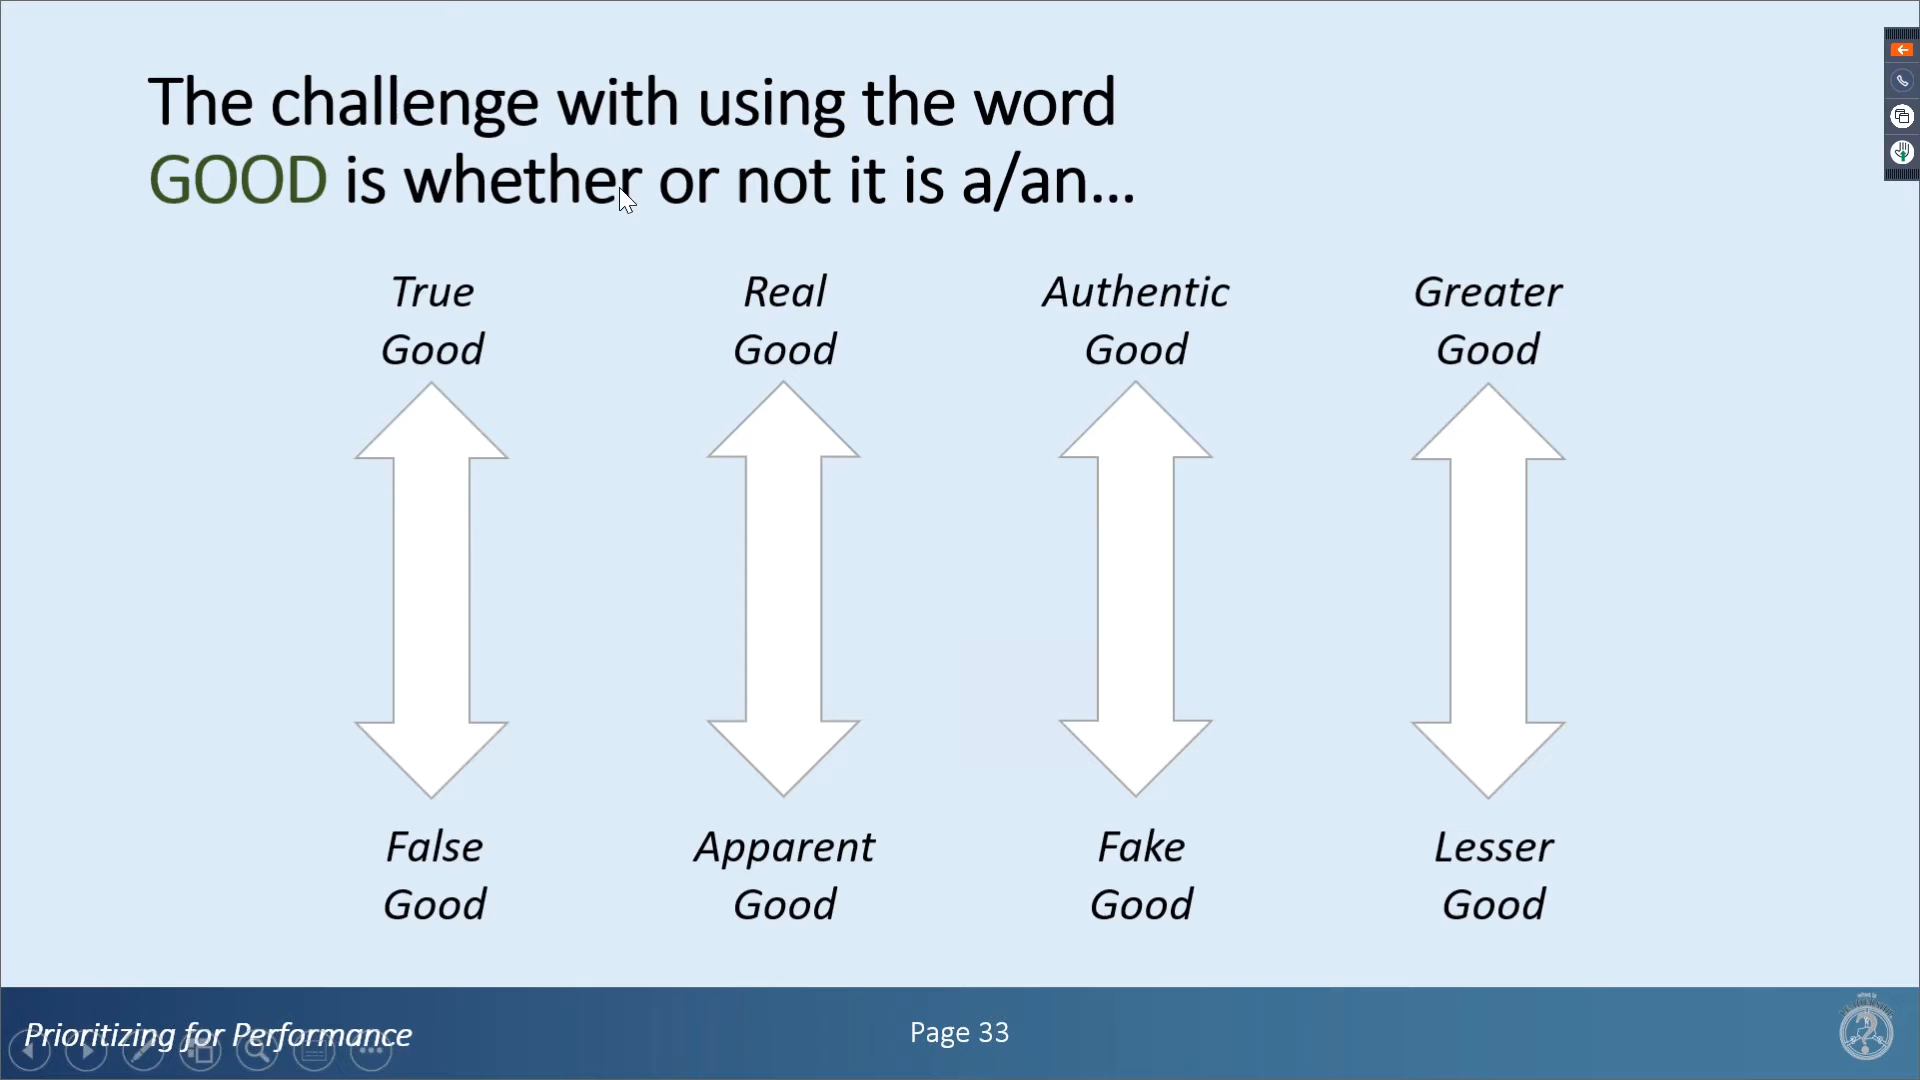 The challenge with using the word
GOOD is whether or not it is a/an...
True
Good
Real
Good
Authentic
Good
Greater
Good
False
Good
Apparent
Good
Fake
Good
Lesser
Good
Prioritizing for Performance
Page 33